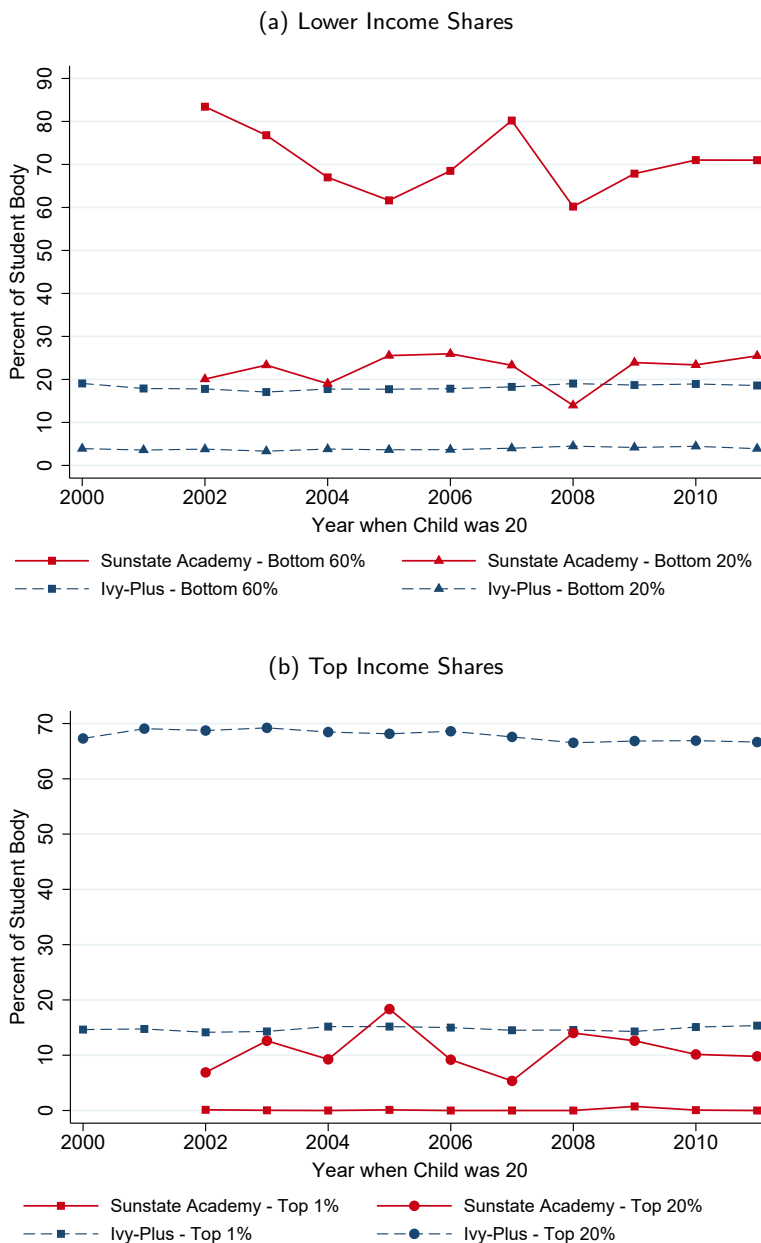 (a) Lower Income Shares
Percent of Student Body
90
80
70
60
50
40
30
20
10
0
2000 2002 2004 2006 2008 2010
Year when Child was 20
Sunstate Academy - Bottom 60% Sunstate Academy - Bottom 20%
Ivy-Plus - Bottom 60% Ivy-Plus - Bottom 20%
(b) Top Income Shares
Percent of Student Body
70
60
50
40
30
20
10
0
2000 2002 2004 2006 2008 2010
Year when Child was 20
Sunstate Academy - Top 1% Sunstate Academy - Top 20%
Ivy-Plus - Top 1% Ivy-Plus - Top 20%